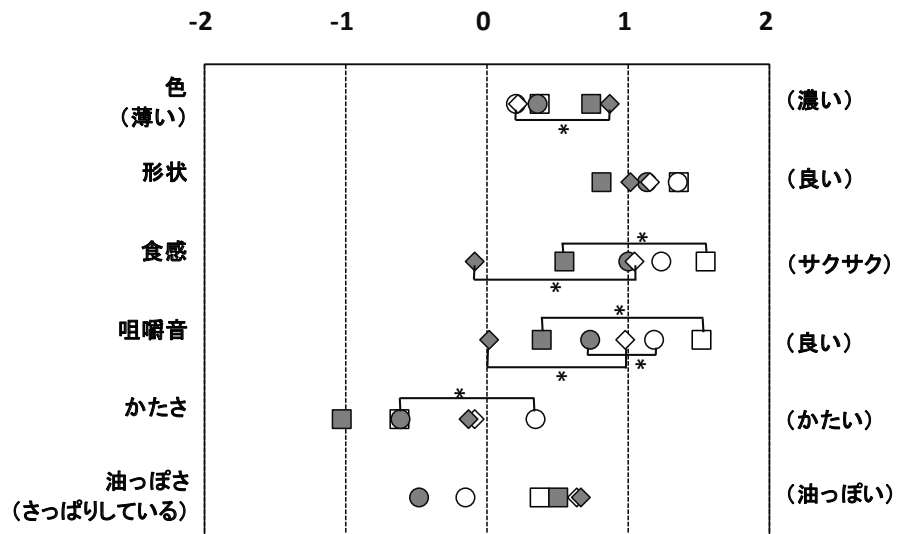 -2 -1 0 1 2
色
(薄い)
(濃い)
*
形状
(良い)
*
食感
(サクサク)
*
*
咀嚼音
(良い)
*
*
*
かたさ
(かたい)
油っぽさ
(さっぱりしている)
(油っぽい)